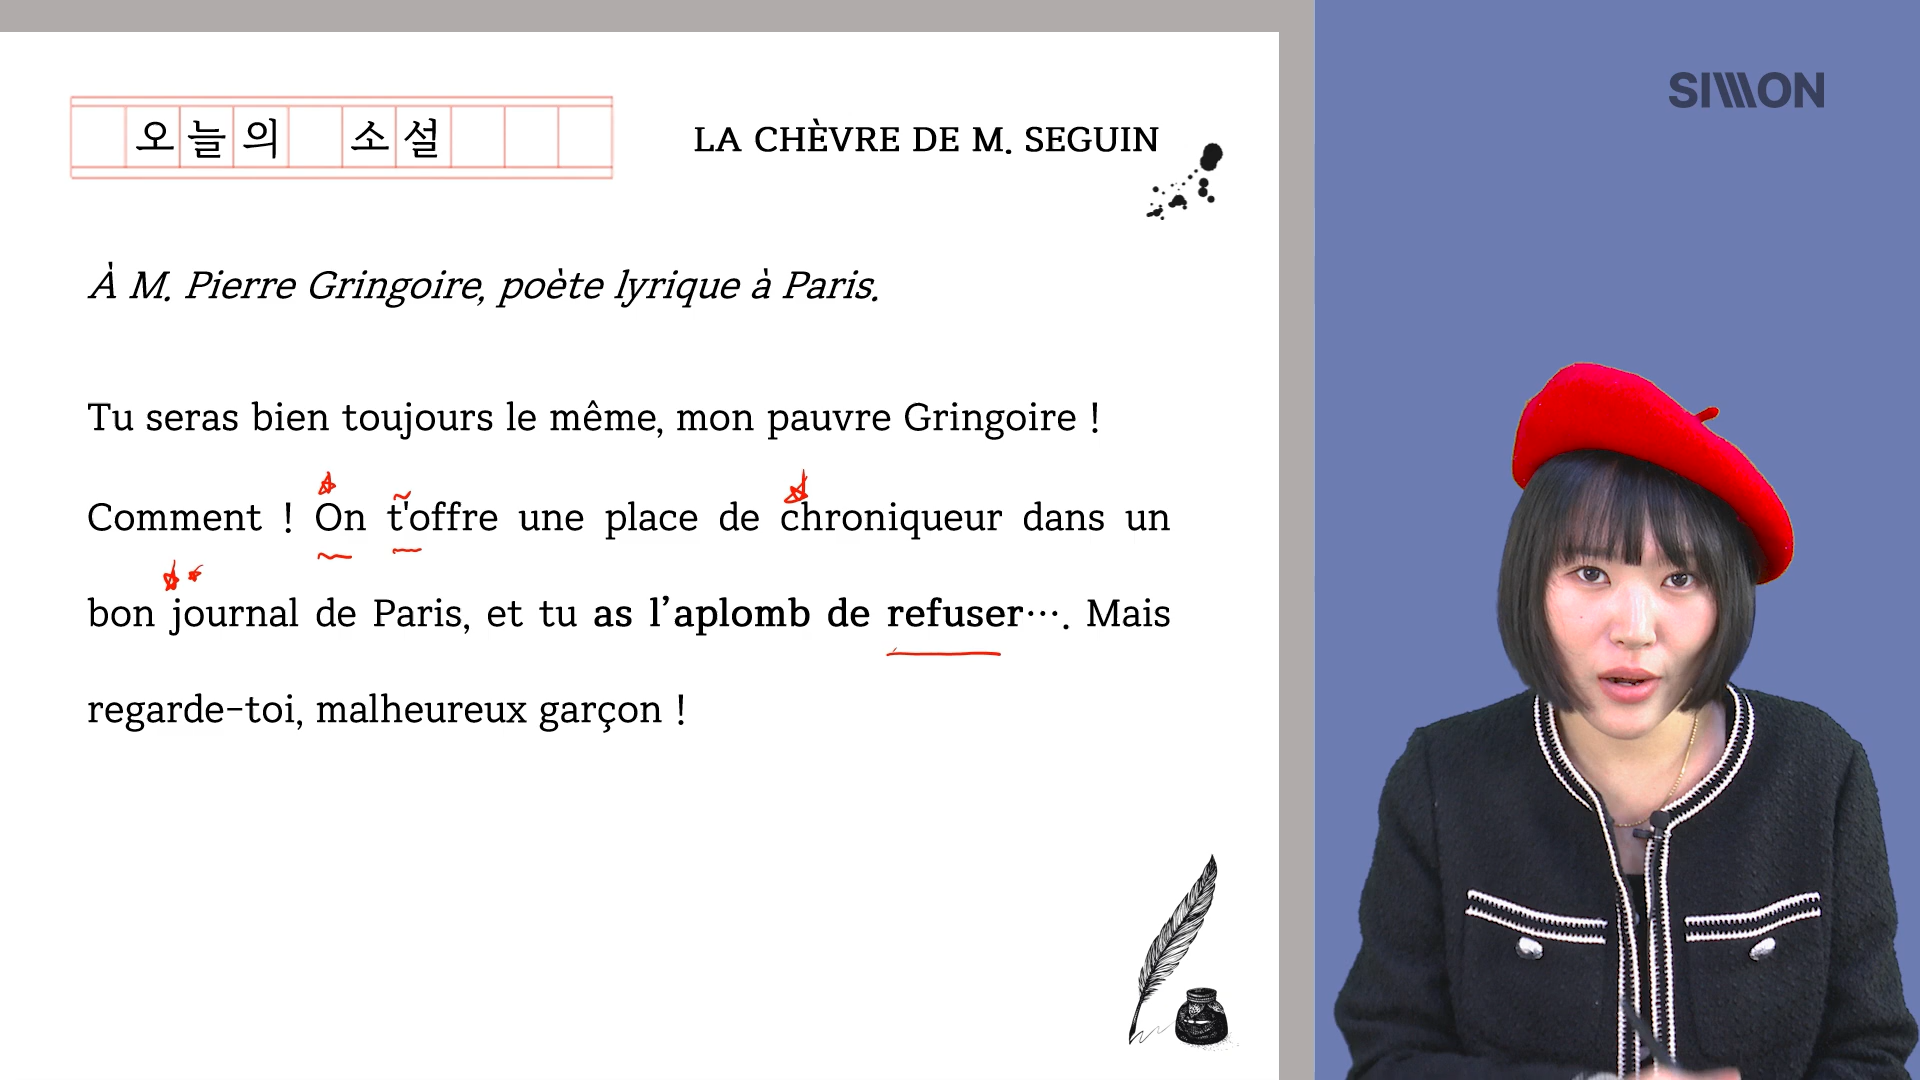 오늘의 소설
LA CHÈVRE DE M. SEGUIN
SIMON
À M. Pierre Gringoire, poète lyrique à Paris.
Tu seras bien toujours le même, mon pauvre Gringoire !
Comment ! On t'offre une place de chroniqueur dans un
bon journal de Paris, et tu as l’aplomb de refuser···. Mais
regarde-toi, malheureux garçon !